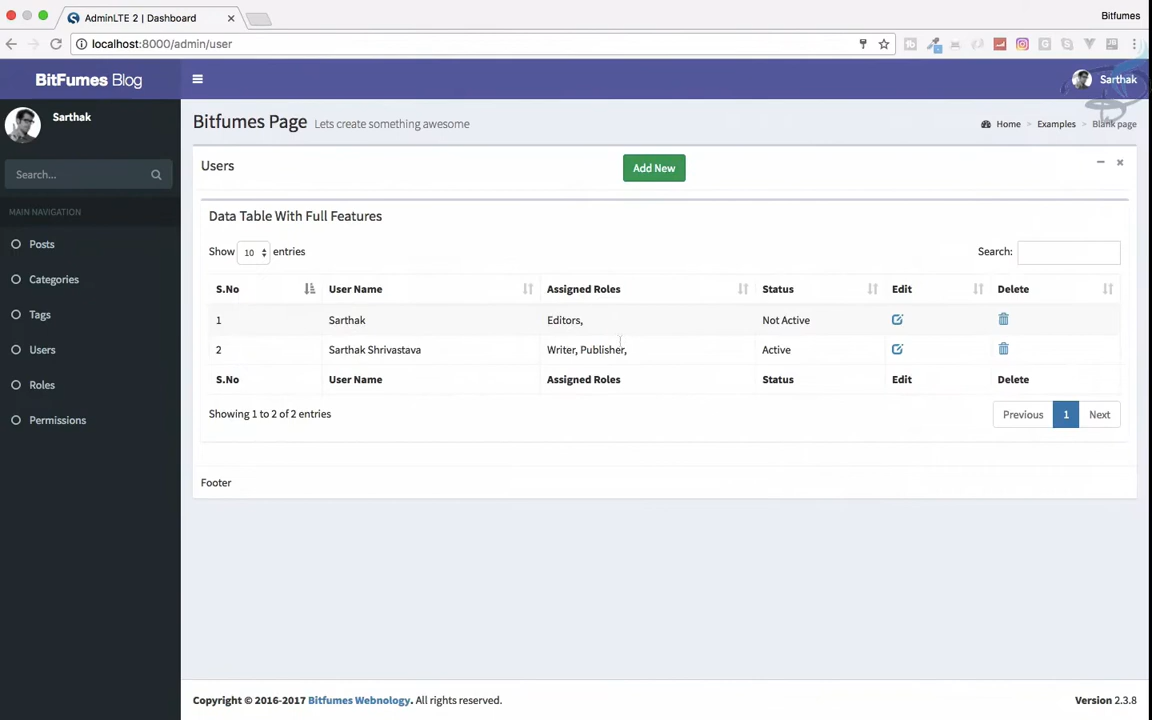 AdminLTE 2 | Dashboard
Bitfumes
localhost:8000/admin/user
BitFumes Blog
Sarthak
Sarthak
Search...
MAIN NAVIGATION
Posts
Categories
Tags
Users
Roles
Permissions
Bitfumes Page Lets create something awesome
Home > Examples > Blank page
Users
Add New
Data Table With Full Features
Show 10 entries
Search:
S.No User Name Assigned Roles Status Edit Delete
1 Sarthak Editors, Not Active
2 Sarthak Shrivastava Writer, Publisher, Active
S.No User Name Assigned Roles Status Edit Delete
Showing 1 to 2 of 2 entries
Previous 1 Next
Footer
Copyright © 2016-2017 Bitfumes Webnology. All rights reserved.
Version 2.3.8